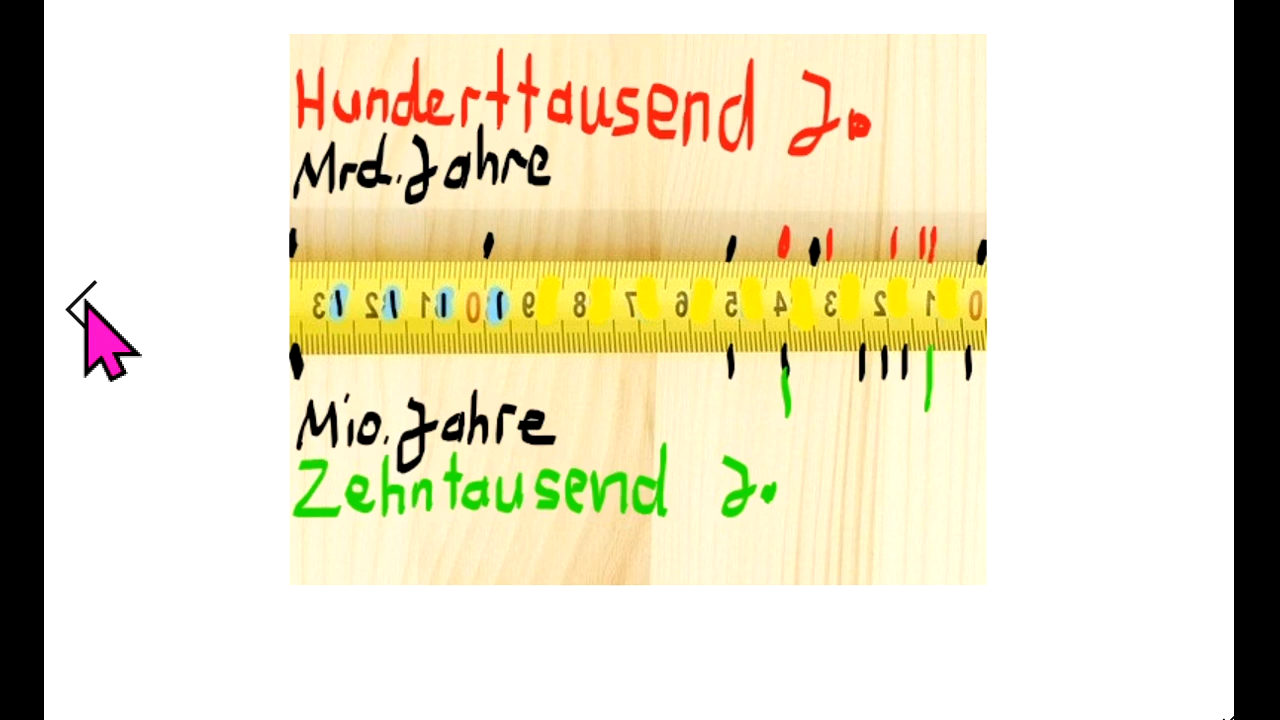 Hunderttausend J.
Mrd. Jahre
13 12 11 10 9 8 7 6 5 4 3 2 1 0
Mio. Jahre
Zehntausend J.